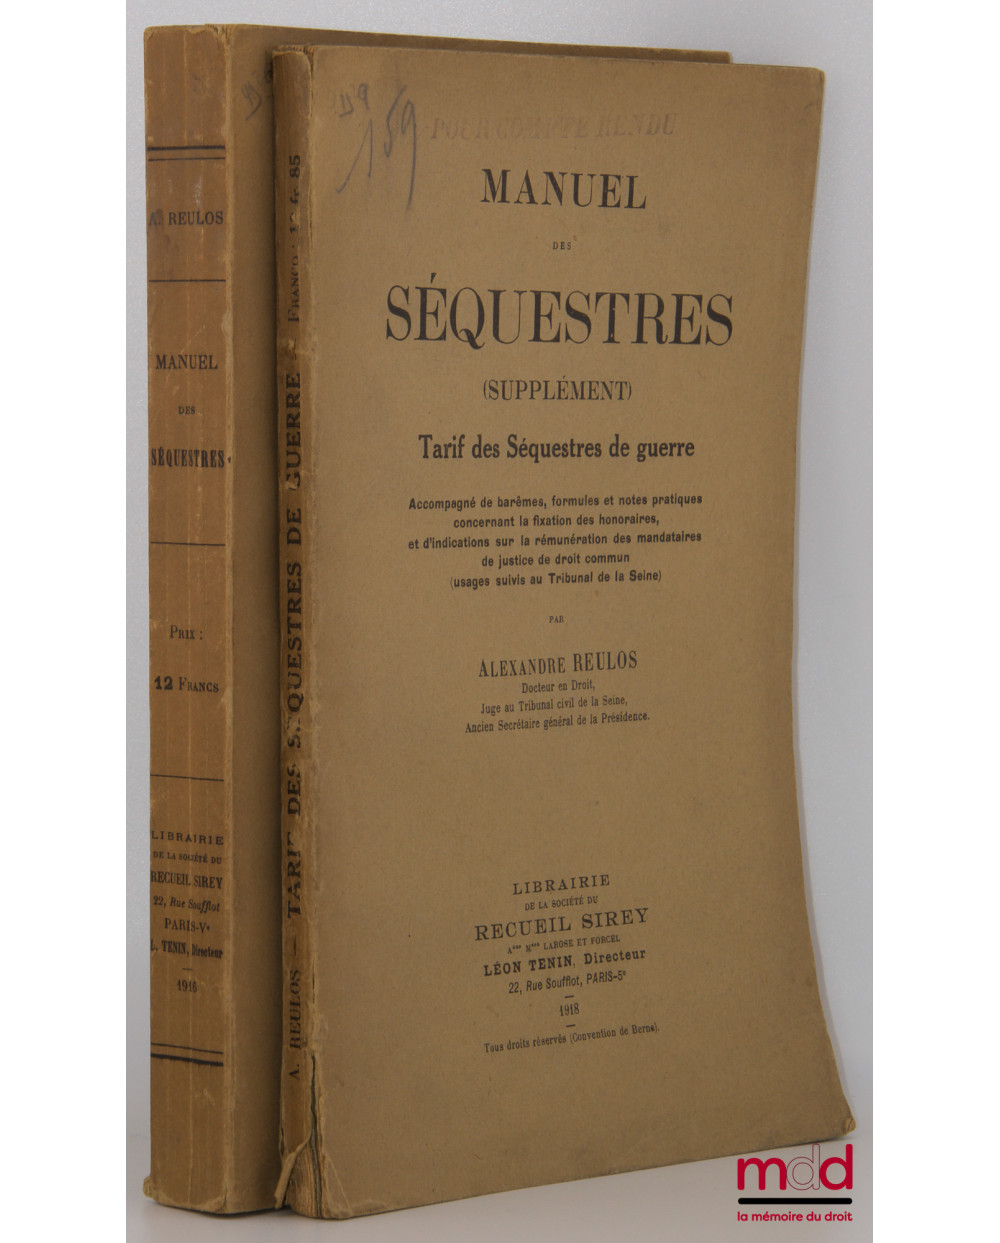 A. REULOS
MANUEL
DES
SÉQUESTRES
PRIX :
12 FRANCS
LIBRAIRIE
DE LA SOCIÉTÉ DU
RECUEIL SIREY
22, Rue Soufflot
PARIS-Ve
L. TENIN, Directeur
1916
A. REULOS — TARIF DES SÉQUESTRES DE GUERRE FRANCO : fr 85
159
POUR COMPTE RENDU
MANUEL
DES
SÉQUESTRES
(SUPPLÉMENT)
Tarif des Séquestres de guerre
Accompagné de barêmes, formules et notes pratiques
concernant la fixation des honoraires,
et d'indications sur la rémunération des mandataires
de justice de droit commun
(usages suivis au Tribunal de la Seine)
PAR
ALEXANDRE REULOS
Docteur en Droit,
Juge au Tribunal civil de la Seine,
Ancien Secrétaire général de la Présidence.
LIBRAIRIE
DE LA SOCIÉTÉ DU
RECUEIL SIREY
Anne Mson LAROSE ET FORCEL
LÉON TENIN, Directeur
22, Rue Soufflot, PARIS-5e
1918
Tous droits réservés (Convention de Berne).
mdd
la mémoire du droit